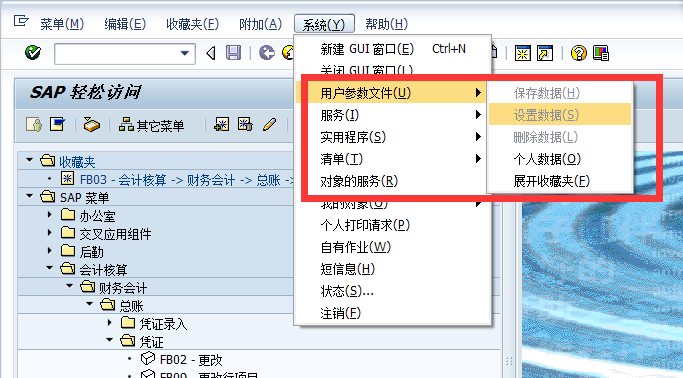 菜单(M) 编辑(E) 收藏夹(F) 附加(A) 系统(Y) 帮助(H)
新建 GUI 窗口(E) Ctrl+N
关闭 GUI 窗口(L)
用户参数文件(U)
服务(I)
实用程序(S)
清单(T)
对象的服务(R)
我的对象(O)
个人打印请求(P)
自有作业(W)
短信息(H)
状态(S)...
注销(F)
保存数据(H)
设置数据(S)
删除数据(L)
个人数据(O)
展开收藏夹(F)
SAP 轻松访问
其它菜单
收藏夹
FB03 - 会计核算 -> 财务会计 -> 总账 ->
SAP 菜单
办公室
交叉应用组件
后勤
会计核算
财务会计
总账
凭证录入
凭证
FB02 - 更改
FB09 - 更改行项目